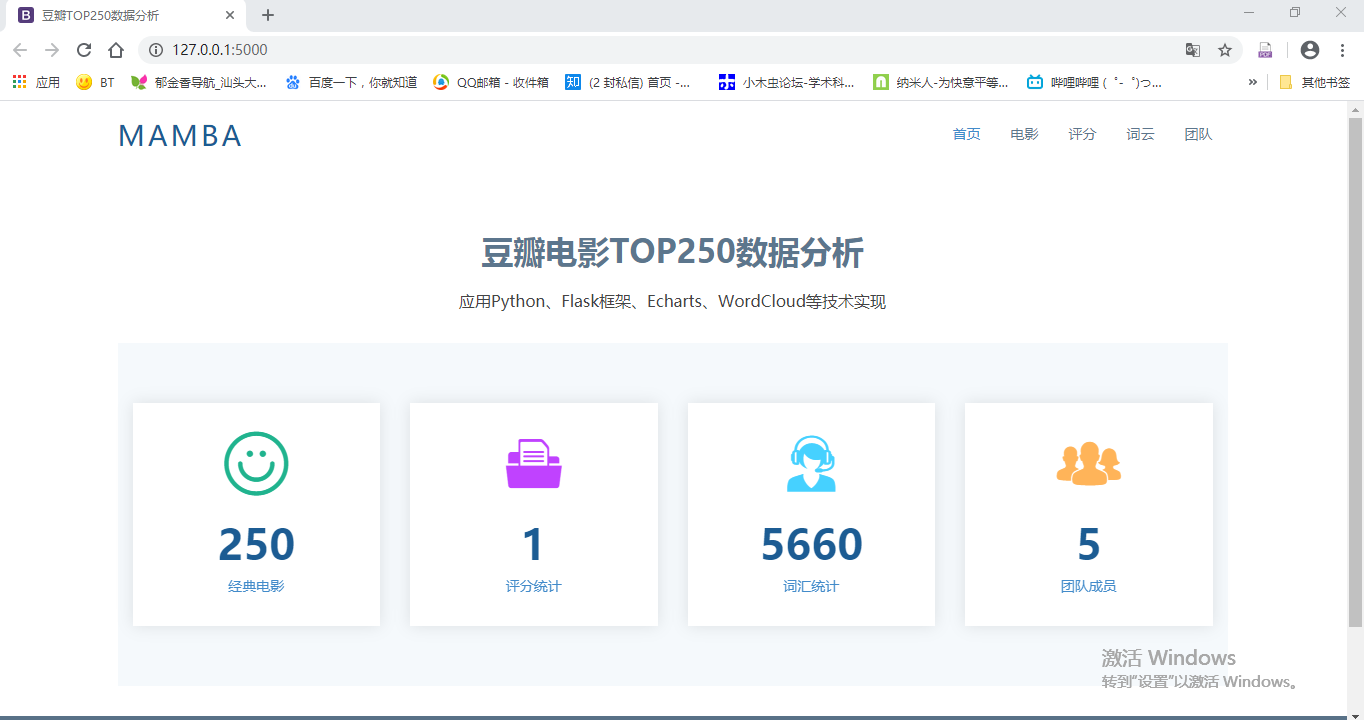 豆瓣TOP250数据分析
127.0.0.1:5000
应用 BT 郁金香导航_汕头大... 百度一下，你就知道 QQ邮箱 - 收件箱 知 (2 封私信) 首页 -... 小木虫论坛-学术科... 纳米人-为快意平等... 哔哩哔哩 ( ゜- ゜)つ... » 其他书签
MAMBA
首页 电影 评分 词云 团队
豆瓣电影TOP250数据分析
应用Python、Flask框架、Echarts、WordCloud等技术实现
250 1 5660 5
经典电影 评分统计 词汇统计 团队成员
激活 Windows
转到"设置"以激活 Windows。